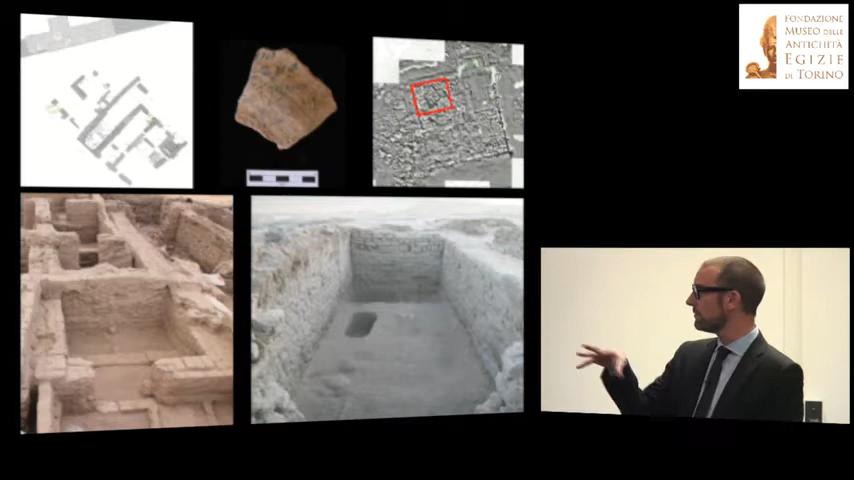 FONDAZIONE
MUSEO DELLE
ANTICHITÀ
EGIZIE
DI TORINO